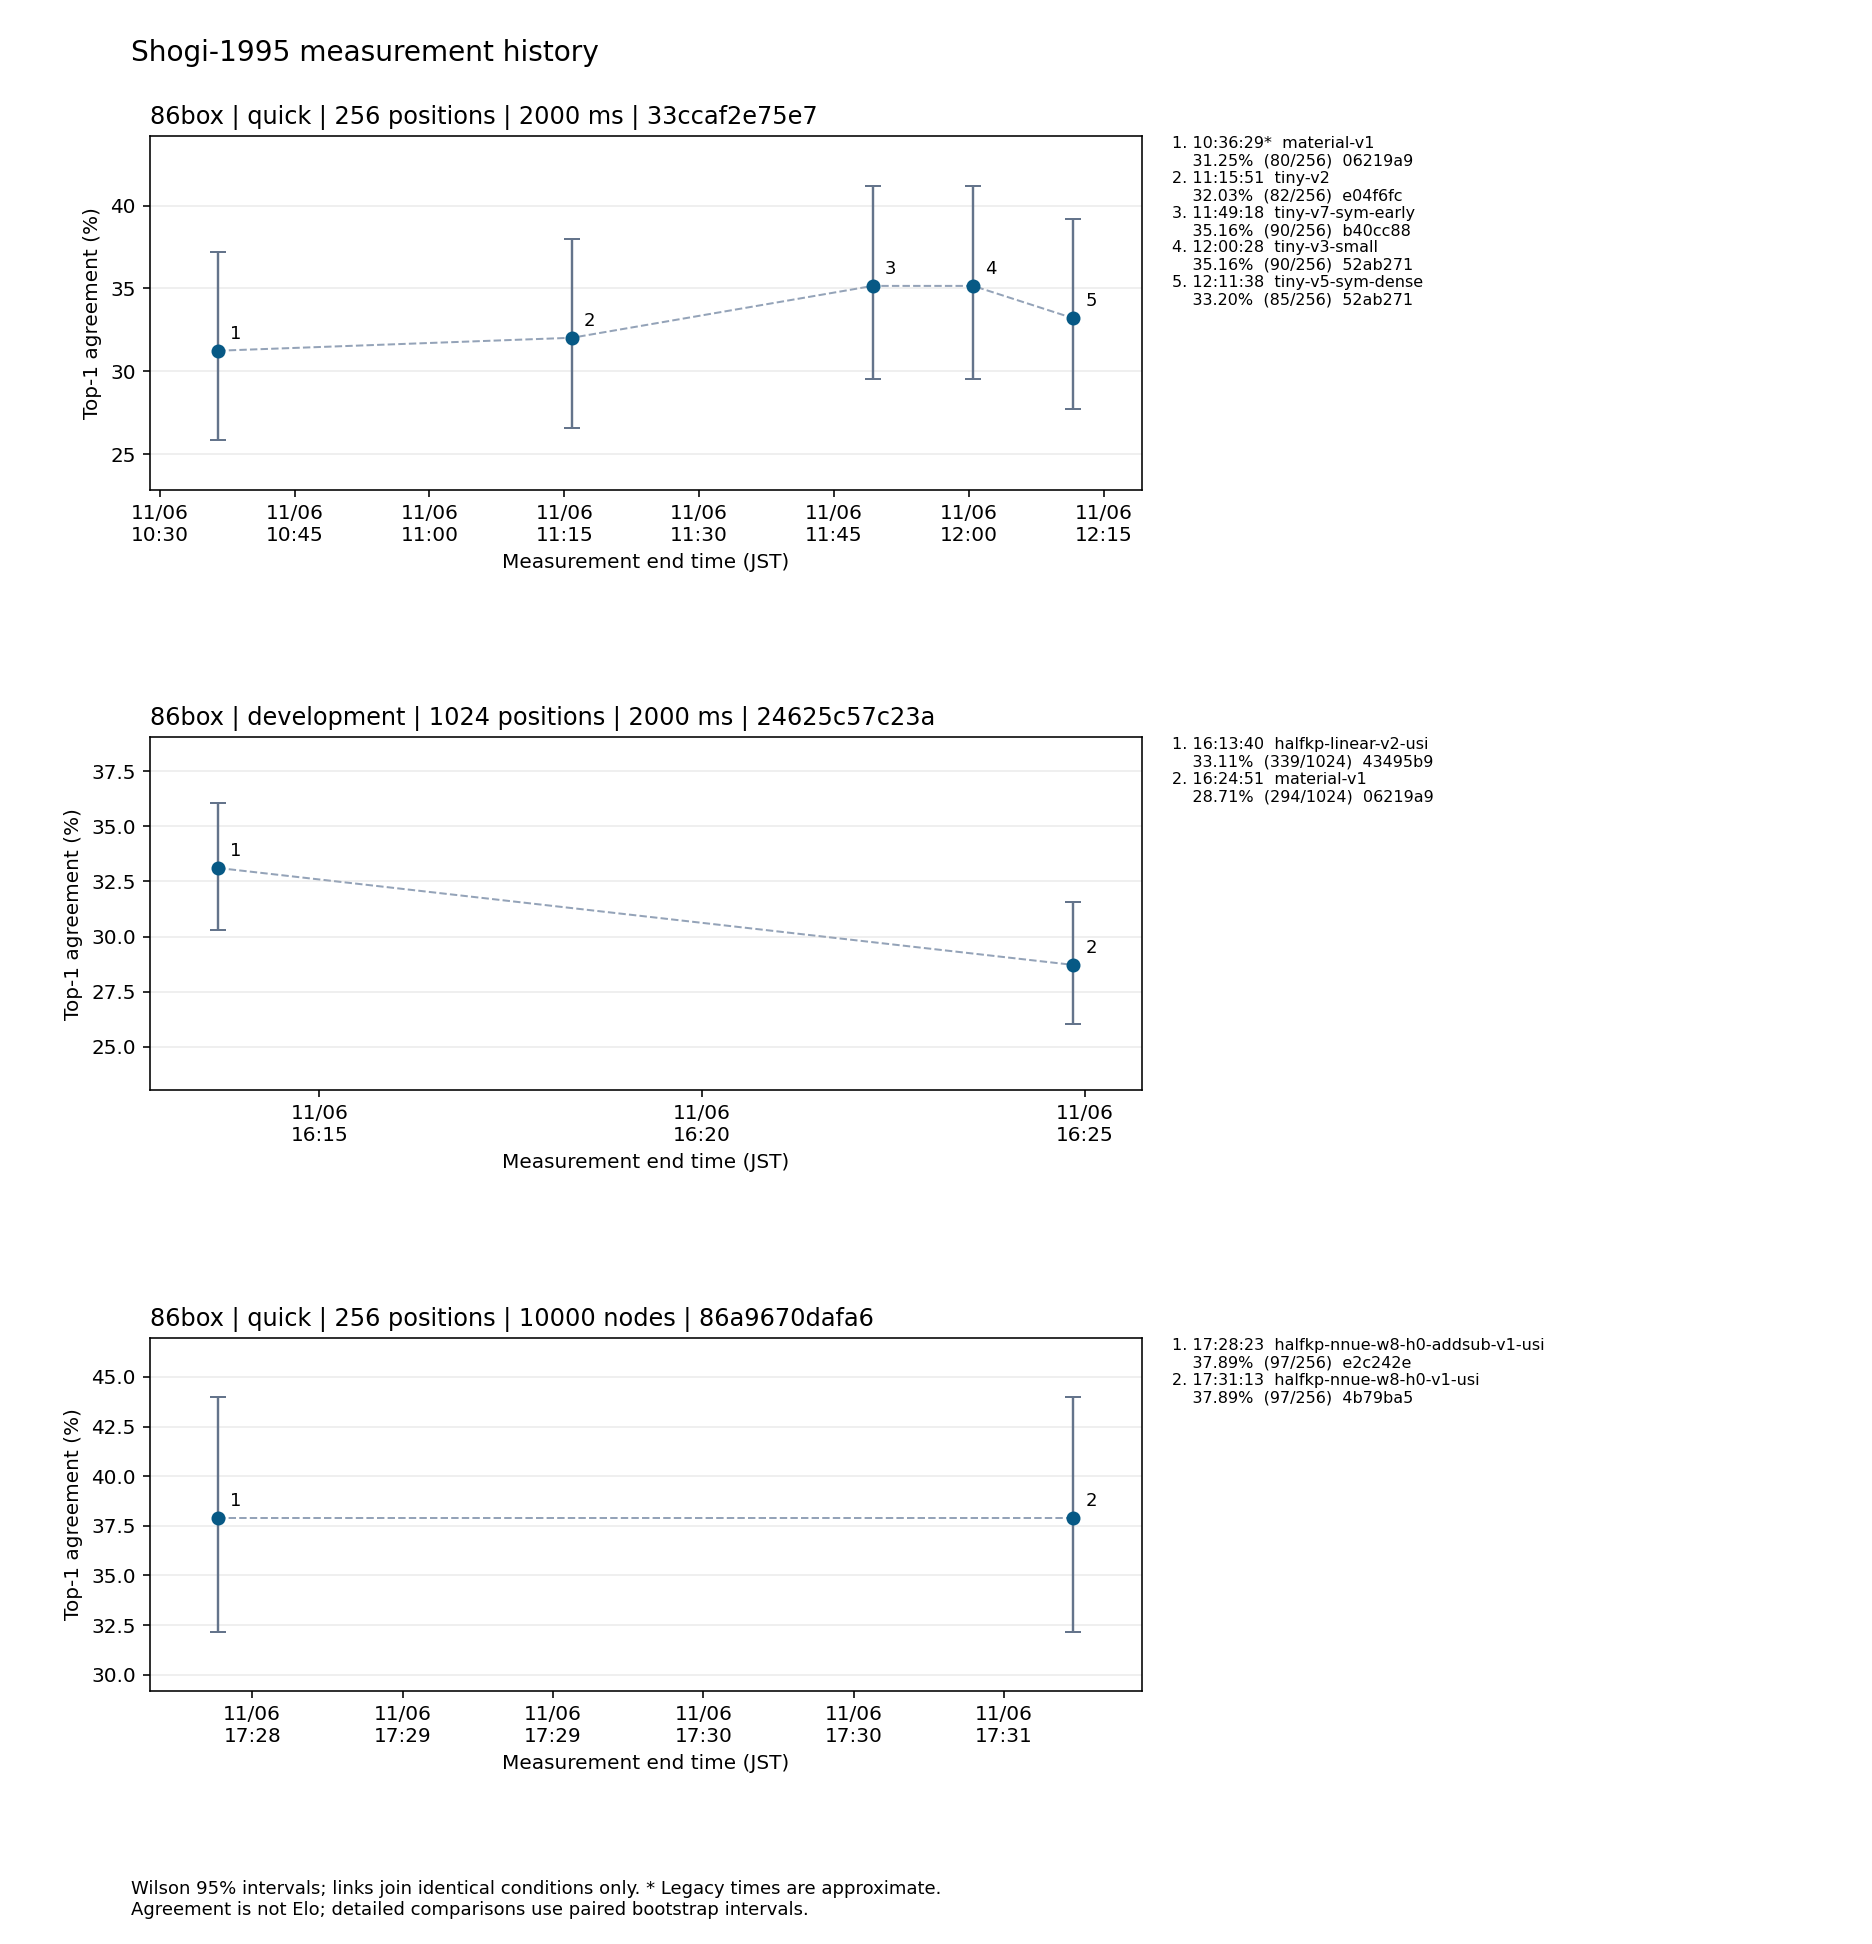 Shogi-1995 measurement history
86box | quick | 256 positions | 2000 ms | 33ccaf2e75e7
Top-1 agreement (%)
40
35
30
25
1
2
3
4
5
11/06 11/06 11/06 11/06 11/06 11/06 11/06 11/06
10:30 10:45 11:00 11:15 11:30 11:45 12:00 12:15
Measurement end time (JST)
1. 10:36:29* material-v1
31.25% (80/256) 06219a9
2. 11:15:51 tiny-v2
32.03% (82/256) e04f6fc
3. 11:49:18 tiny-v7-sym-early
35.16% (90/256) b40cc88
4. 12:00:28 tiny-v3-small
35.16% (90/256) 52ab271
5. 12:11:38 tiny-v5-sym-dense
33.20% (85/256) 52ab271
86box | development | 1024 positions | 2000 ms | 24625c57c23a
Top-1 agreement (%)
37.5
35.0
32.5
30.0
27.5
25.0
1
2
11/06 11/06 11/06
16:15 16:20 16:25
Measurement end time (JST)
1. 16:13:40 halfkp-linear-v2-usi
33.11% (339/1024) 43495b9
2. 16:24:51 material-v1
28.71% (294/1024) 06219a9
86box | quick | 256 positions | 10000 nodes | 86a9670dafa6
Top-1 agreement (%)
45.0
42.5
40.0
37.5
35.0
32.5
30.0
1
2
11/06 11/06 11/06 11/06 11/06 11/06
17:28 17:29 17:29 17:30 17:30 17:31
Measurement end time (JST)
1. 17:28:23 halfkp-nnue-w8-h0-addsub-v1-usi
37.89% (97/256) e2c242e
2. 17:31:13 halfkp-nnue-w8-h0-v1-usi
37.89% (97/256) 4b79ba5
Wilson 95% intervals; links join identical conditions only. * Legacy times are approximate.
Agreement is not Elo; detailed comparisons use paired bootstrap intervals.